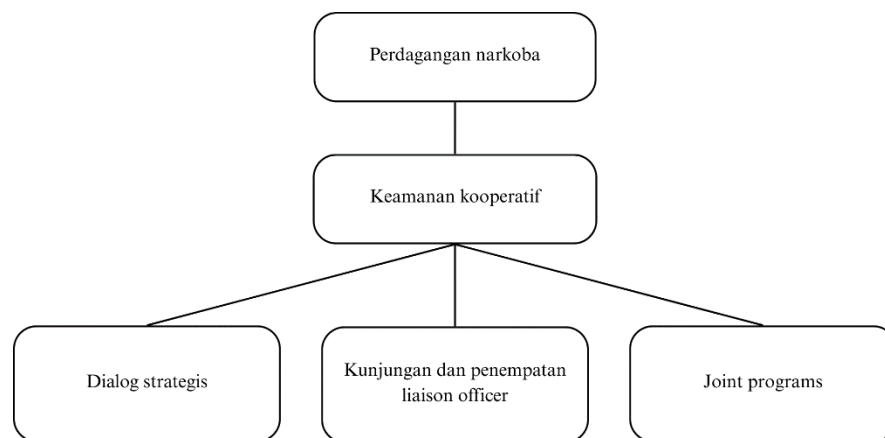 Perdagangan narkoba
Keamanan kooperatif
Dialog strategis
Kunjungan dan penempatan
liaison officer
Joint programs